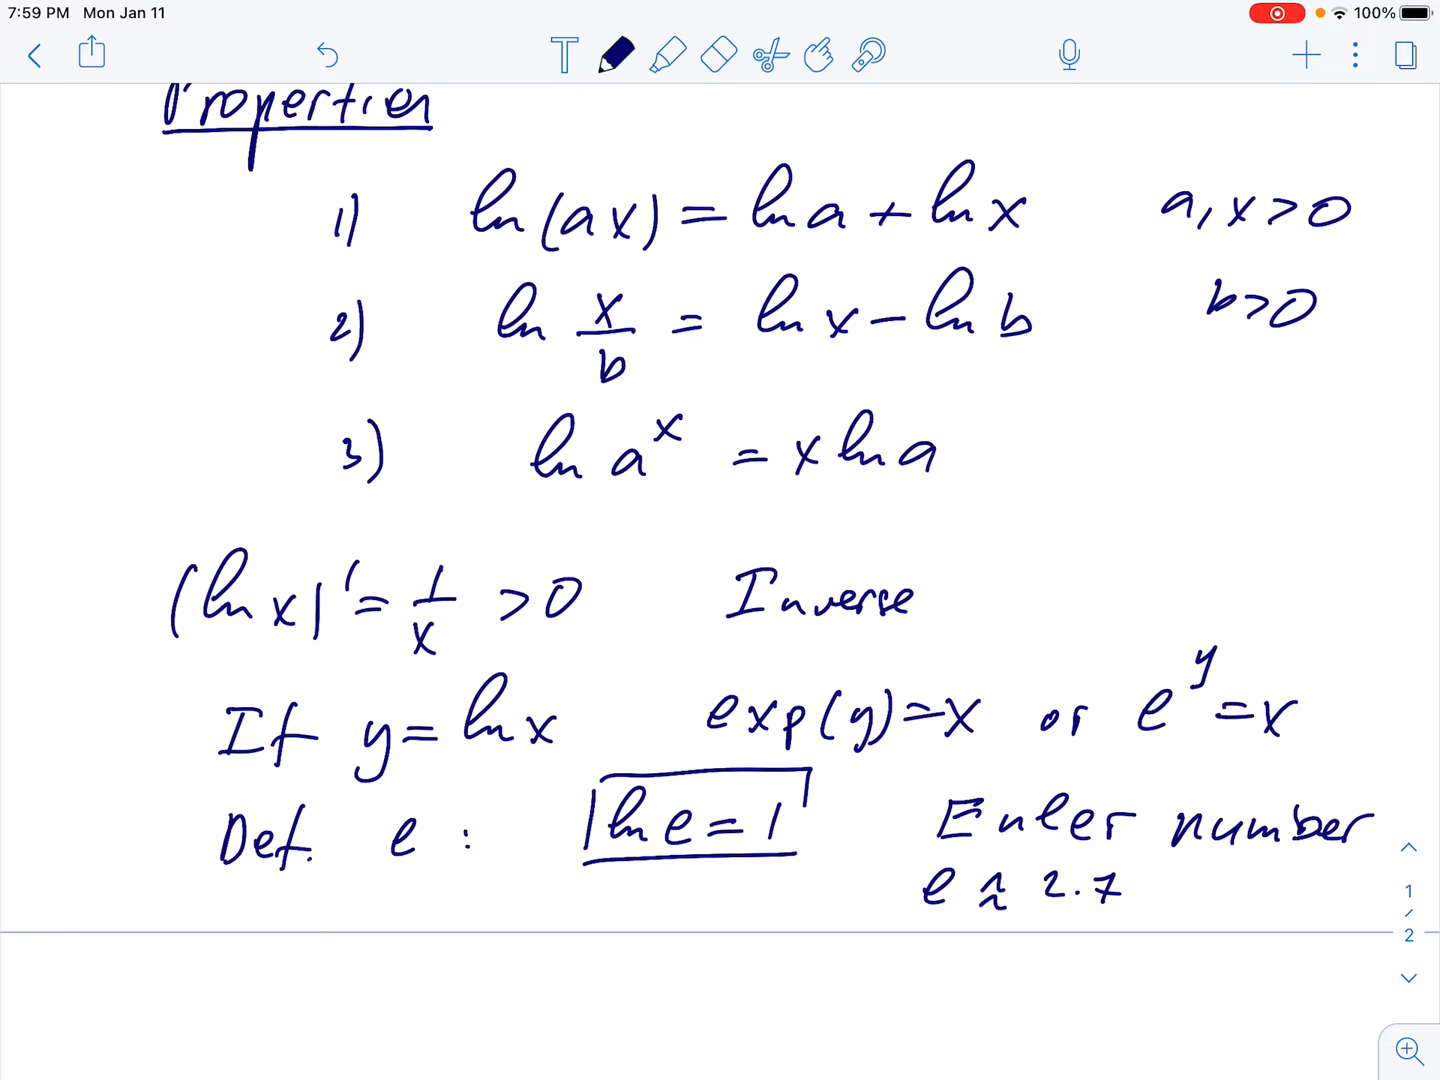 7:59 PM Mon Jan 11 100%
T
Properties
1) ln(ax) = ln a + ln x a, x > 0
2) ln x/b = ln x - ln b b > 0
3) ln a^x = x ln a
(ln x)' = 1/x > 0 Inverse
If y = ln x exp(y) = x or e^y = x
Def. e : ln e = 1 Euler number
e ≈ 2.7
1
/
2